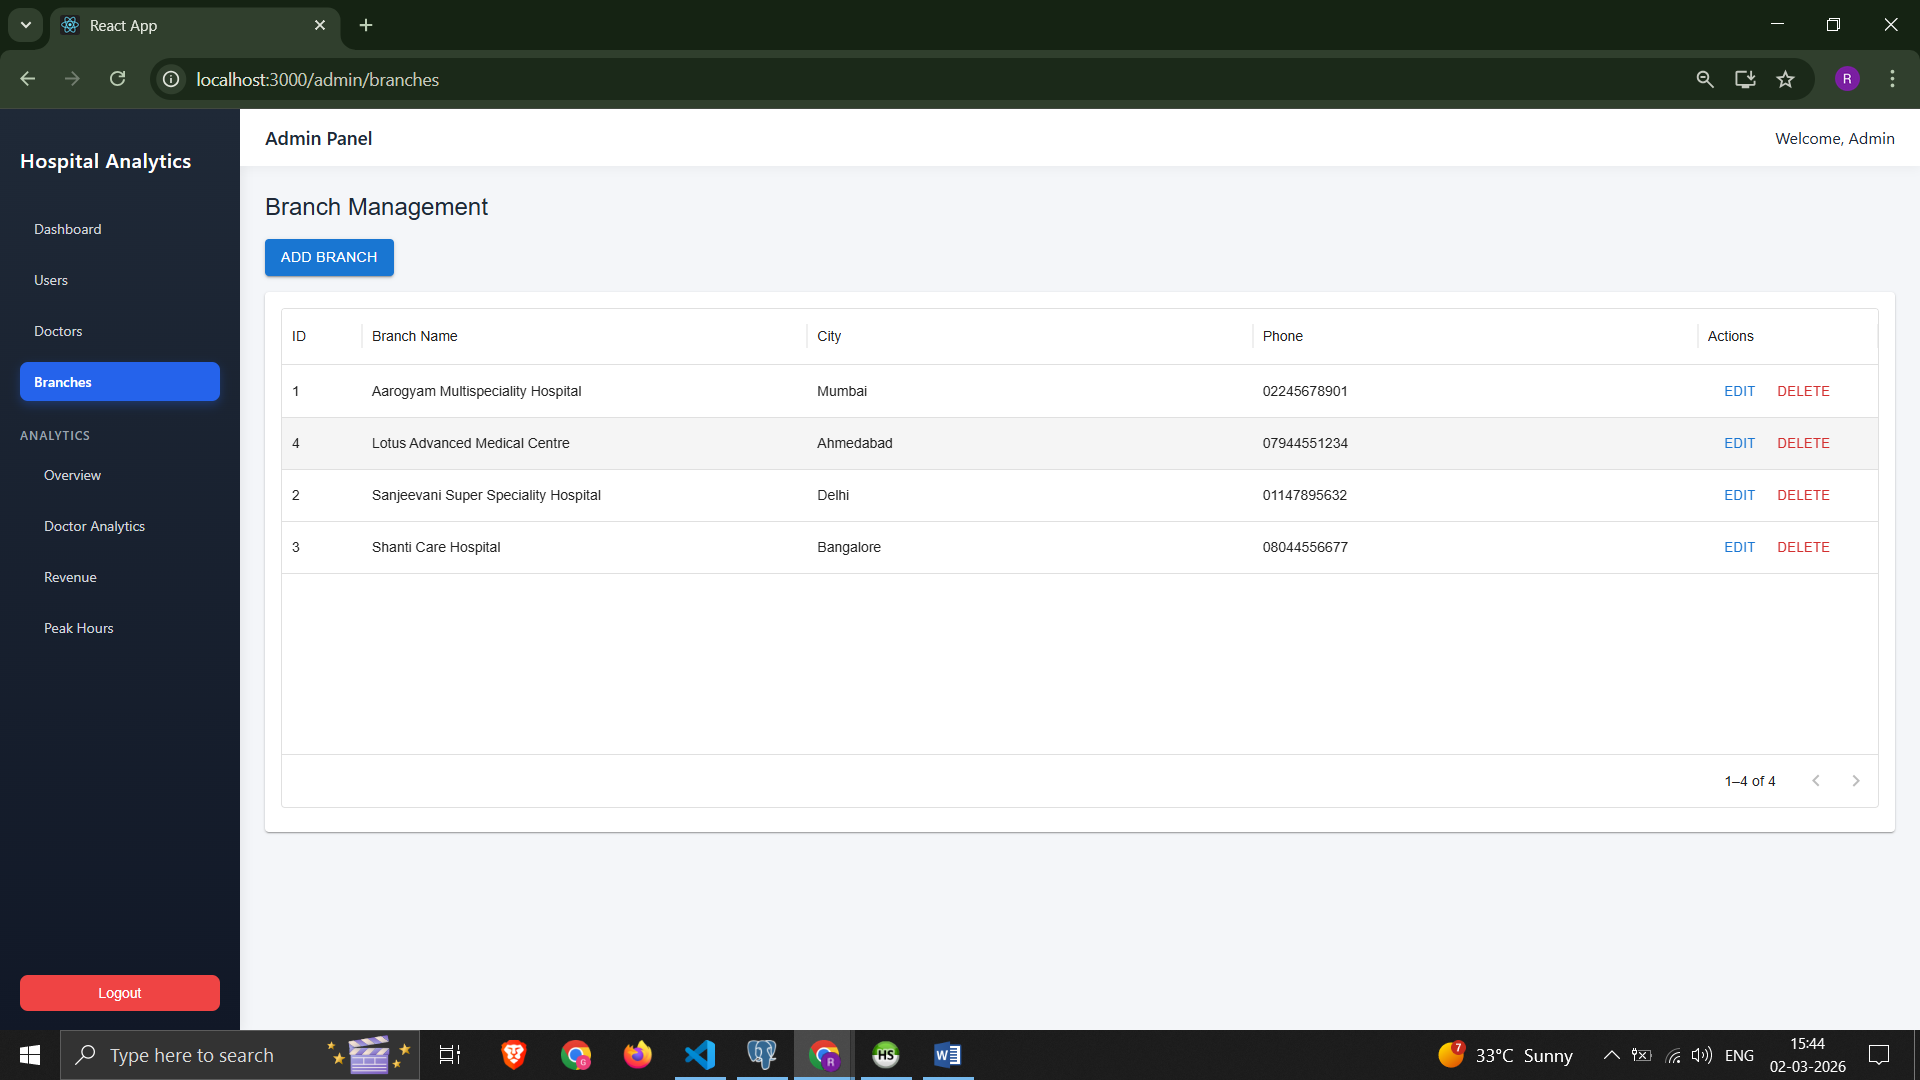 React App
localhost:3000/admin/branches
R
Hospital Analytics
Dashboard
Users
Doctors
Branches
ANALYTICS
Overview
Doctor Analytics
Revenue
Peak Hours
Logout
Admin Panel
Welcome, Admin
Branch Management
ADD BRANCH
ID Branch Name City Phone Actions
1 Aarogyam Multispeciality Hospital Mumbai 02245678901 EDIT DELETE
4 Lotus Advanced Medical Centre Ahmedabad 07944551234 EDIT DELETE
2 Sanjeevani Super Speciality Hospital Delhi 01147895632 EDIT DELETE
3 Shanti Care Hospital Bangalore 08044556677 EDIT DELETE
1–4 of 4
Type here to search
G
R
HS
W
7
33°C Sunny
ENG
15:44
02-03-2026